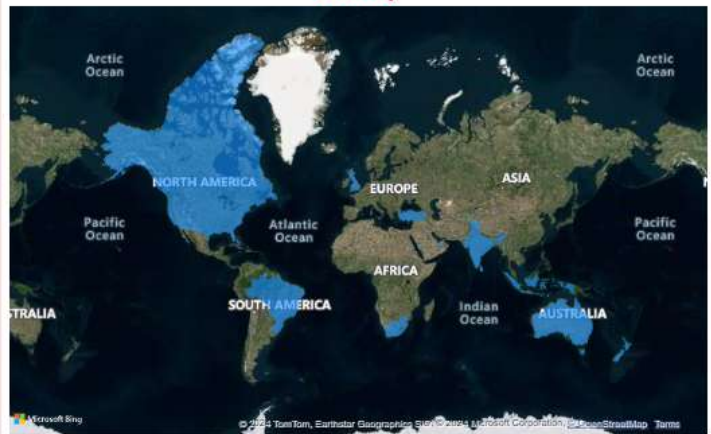 Arctic
Ocean
Arctic
Ocean
NORTH AMERICA
EUROPE
ASIA
N
Pacific
Ocean
Atlantic
Ocean
Pacific
Ocean
AFRICA
SOUTH AMERICA
Indian
Ocean
STRALIA
AUSTRALIA
Microsoft Bing
© 2024 TomTom, Earthstar Geographics SIO, © 2024 Microsoft Corporation, © OpenStreetMap Terms